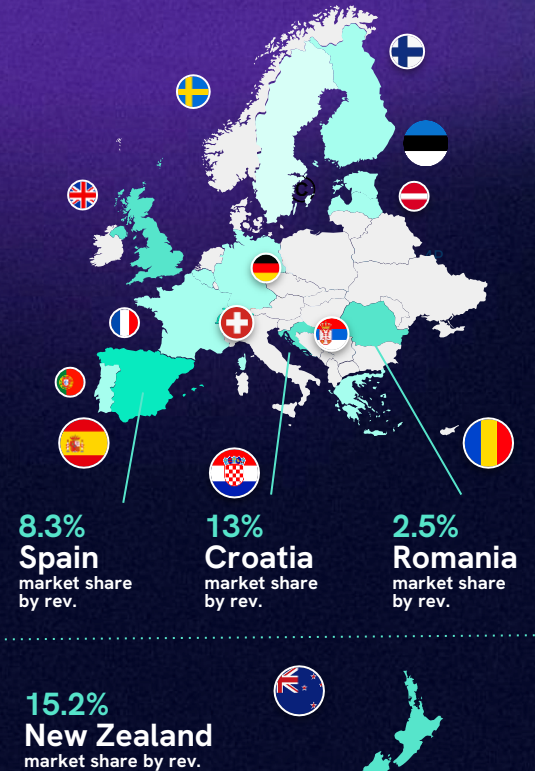 8.3%
Spain
market share
by rev.
13%
Croatia
market share
by rev.
2.5%
Romania
market share
by rev.
15.2%
New Zealand
market share by rev.